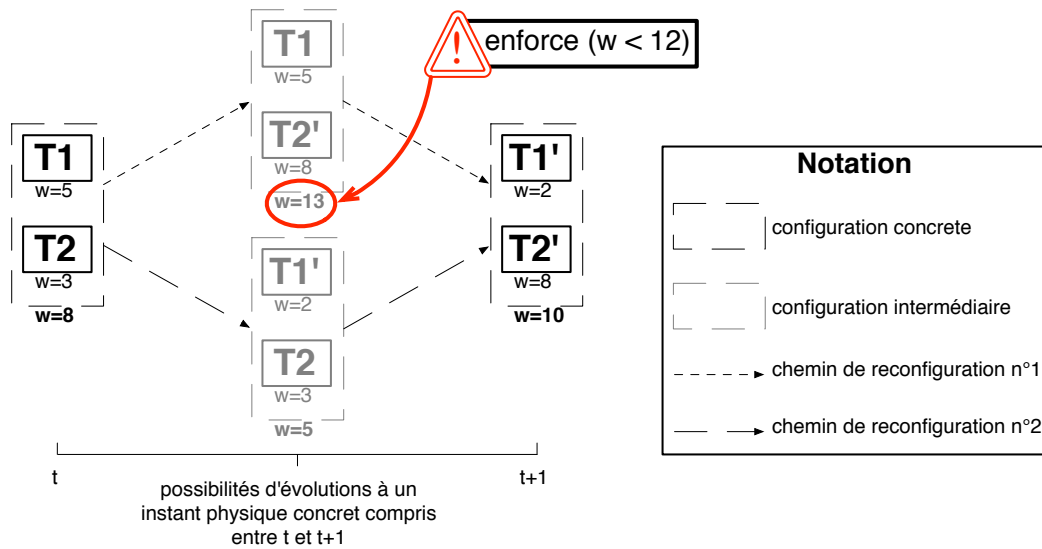 T1
w=5
T2
w=3
w=8
T1
w=5
T2'
w=8
w=13
T1'
w=2
T2
w=3
w=5
! enforce (w < 12)
T1'
w=2
T2'
w=8
w=10
t
t+1
possibilités d'évolutions à un
instant physique concret compris
entre t et t+1
Notation
configuration concrete
configuration intermédiaire
chemin de reconfiguration n°1
chemin de reconfiguration n°2